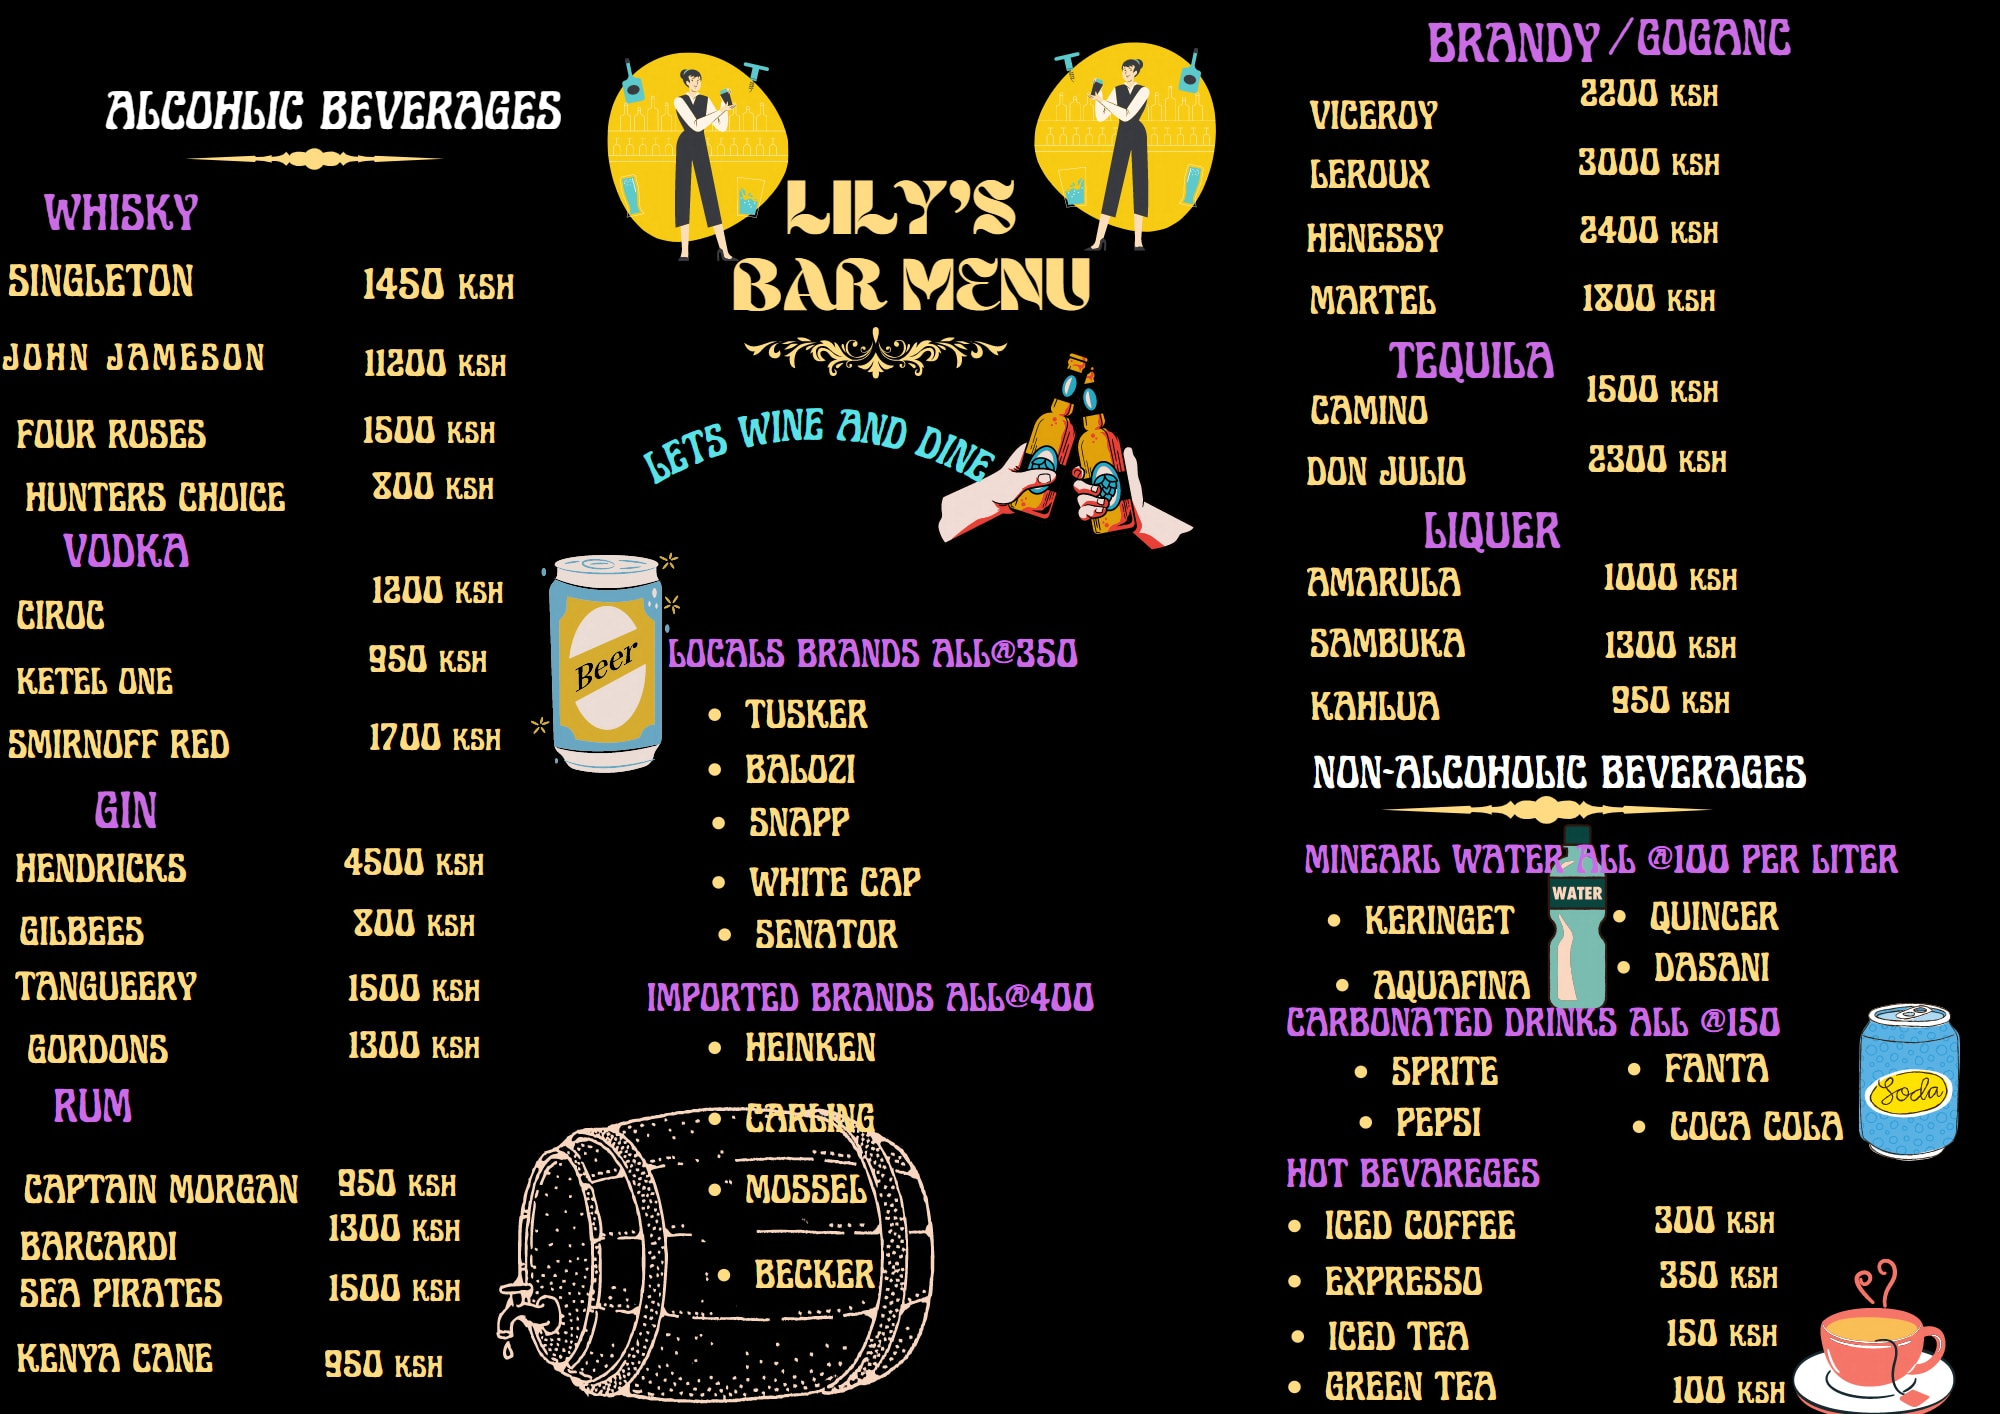 ALCOHLIC BEVERAGES
WHISKY
SINGLETON 1450 KSH
JOHN JAMESON 11200 KSH
FOUR ROSES 1500 KSH
HUNTERS CHOICE 800 KSH
VODKA
CIROC 1200 KSH
KETEL ONE 950 KSH
SMIRNOFF RED 1700 KSH
GIN
HENDRICKS 4500 KSH
GILBEES 800 KSH
TANGUEERY 1500 KSH
GORDONS 1300 KSH
RUM
CAPTAIN MORGAN 950 KSH
BARCARDI 1300 KSH
SEA PIRATES 1500 KSH
KENYA CANE 950 KSH
LILY'S
BAR MENU
LETS WINE AND DINE
Beer
LOCALS BRANDS ALL@350
• TUSKER
• BALOZI
• SNAPP
• WHITE CAP
• SENATOR
IMPORTED BRANDS ALL@400
• HEINKEN
• CARLING
• MOSSEL
• BECKER
BRANDY /GOGANC
VICEROY 2200 KSH
LEROUX 3000 KSH
HENESSY 2400 KSH
MARTEL 1800 KSH
TEQUILA
CAMINO 1500 KSH
DON JULIO 2300 KSH
LIQUER
AMARULA 1000 KSH
SAMBUKA 1300 KSH
KAHLUA 950 KSH
NON-ALCOHOLIC BEVERAGES
MINEARL WATER ALL @100 PER LITER
WATER
• KERINGET • QUINCER
• AQUAFINA • DASANI
CARBONATED DRINKS ALL @150
• SPRITE • FANTA
• PEPSI • COCA COLA
Soda
HOT BEVAREGES
• ICED COFFEE 300 KSH
• EXPRESSO 350 KSH
• ICED TEA 150 KSH
• GREEN TEA 100 KSH